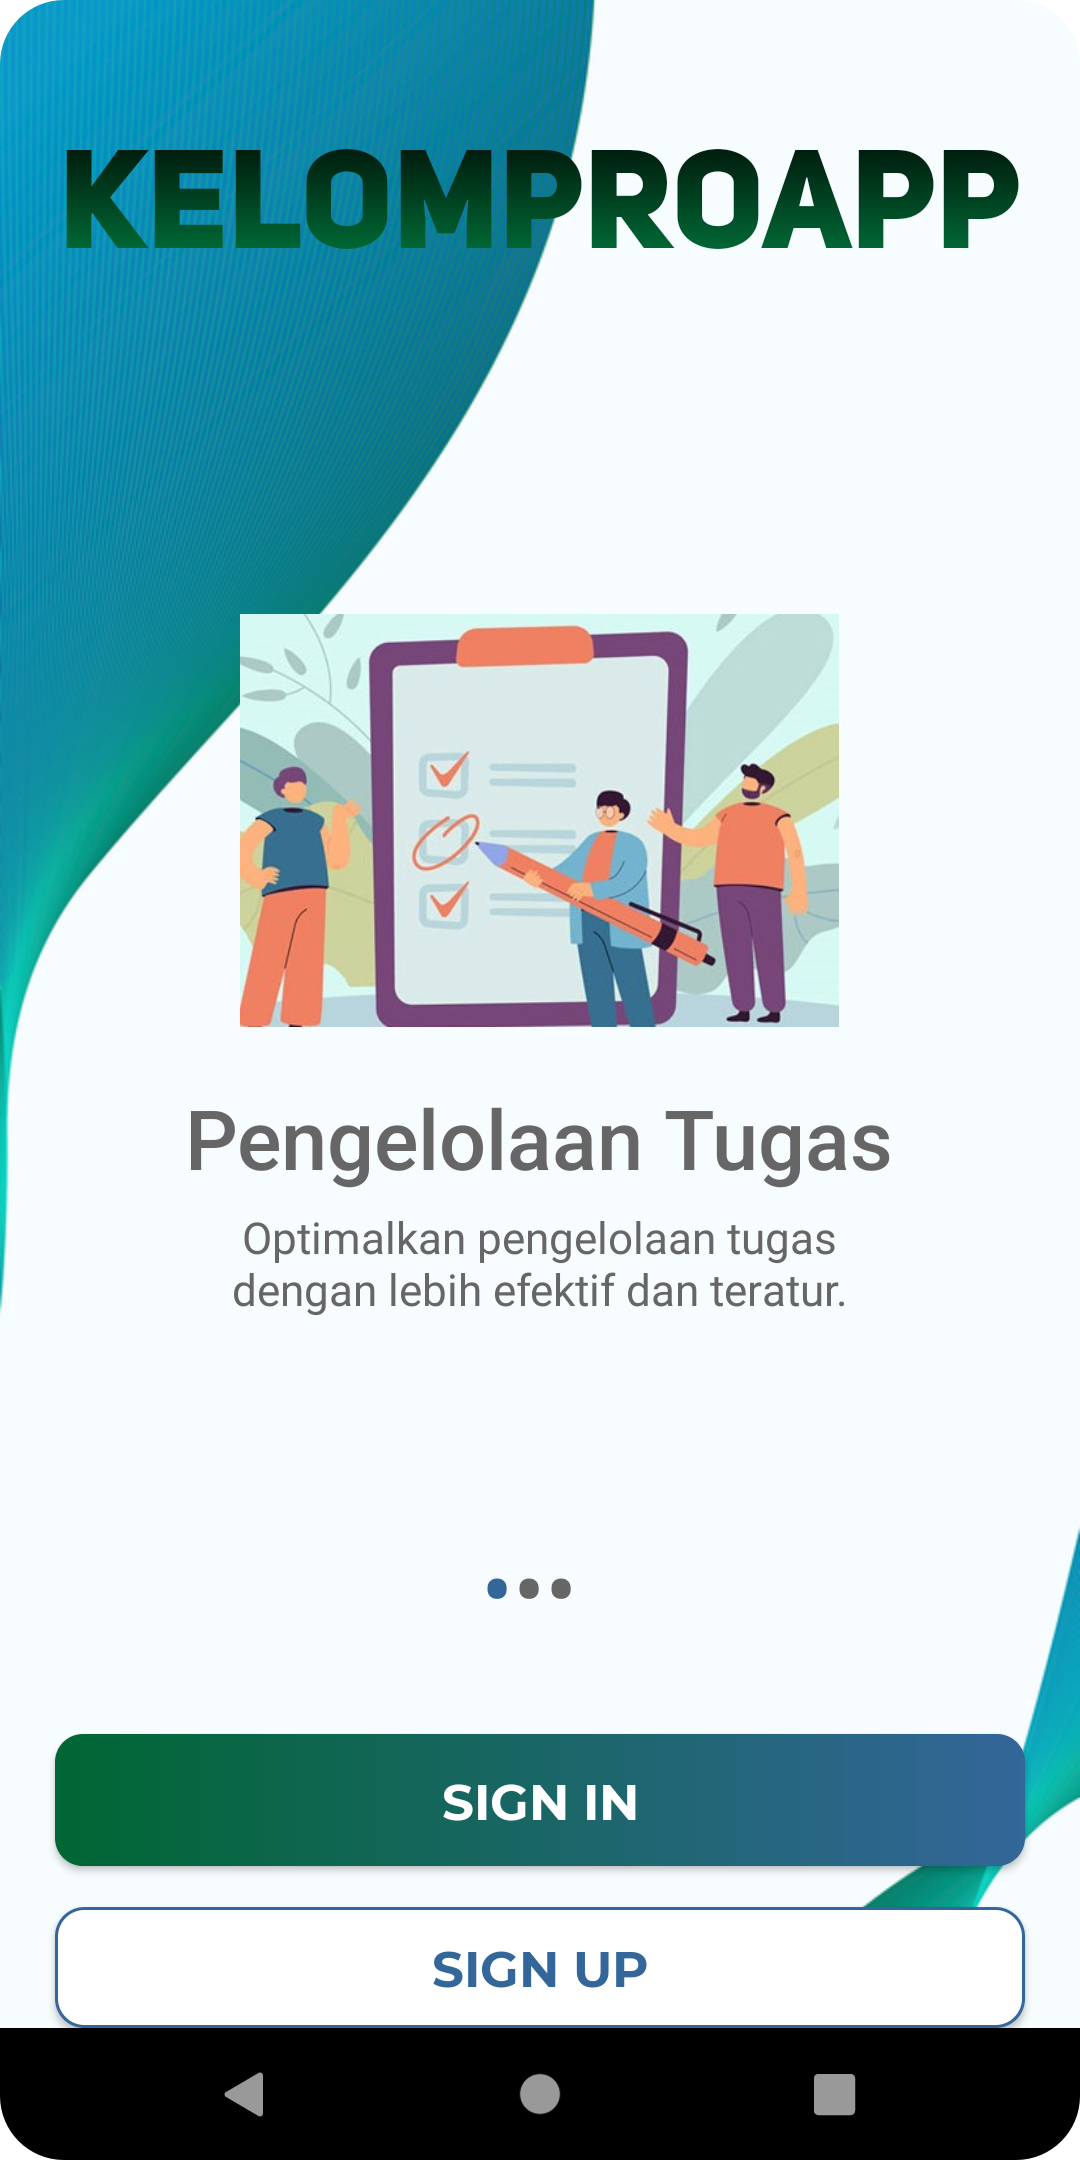 KELOMPROAPP
Pengelolaan Tugas
Optimalkan pengelolaan tugas
dengan lebih efektif dan teratur.
SIGN IN
SIGN UP